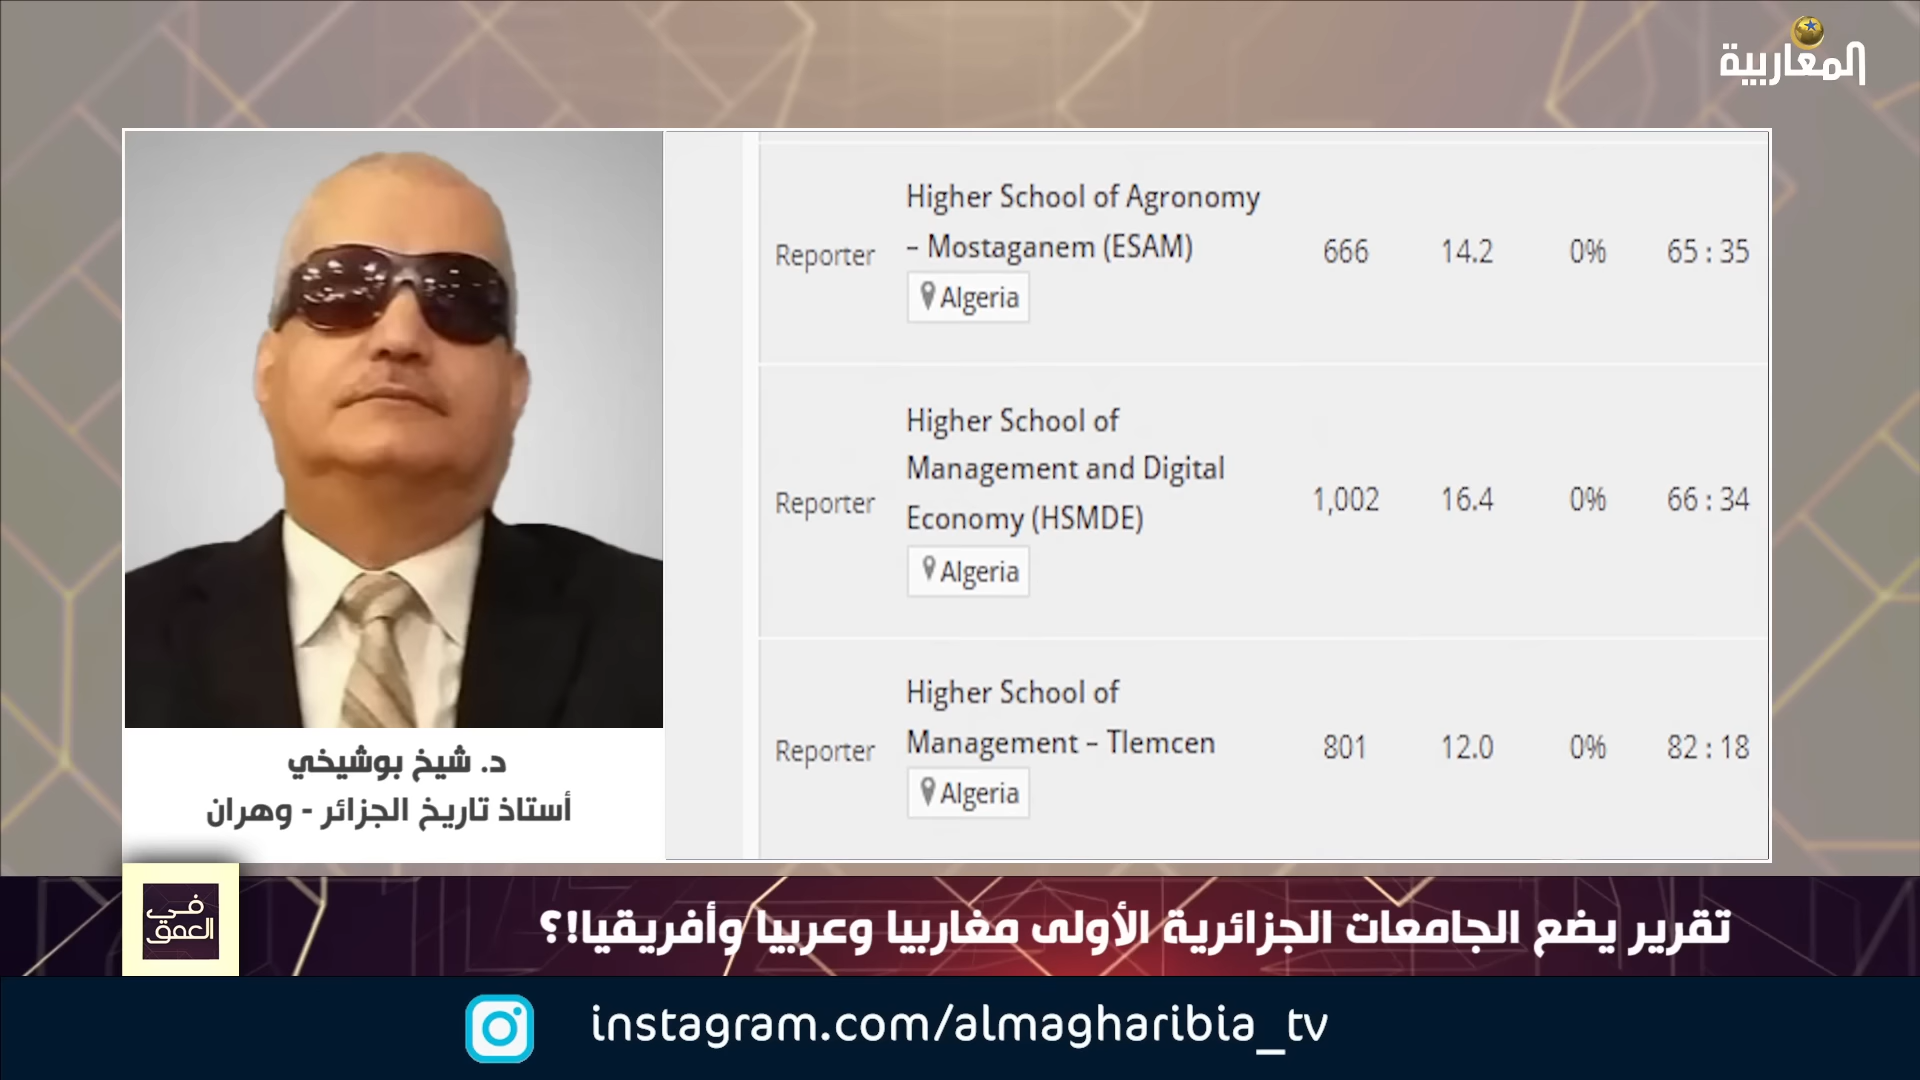 المغاربية
Higher School of Agronomy
– Mostaganem (ESAM)
Reporter 666 14.2 0% 65 : 35
Algeria
Higher School of
Management and Digital
Economy (HSMDE)
Reporter 1,002 16.4 0% 66 : 34
Algeria
Higher School of
Management – Tlemcen
Reporter 801 12.0 0% 82 : 18
Algeria
د. شيخ بوشيخي
أستاذ تاريخ الجزائر - وهران
في
العمق
تقرير يضع الجامعات الجزائرية الأولى مغاربيا وعربيا وأفريقيا!؟
instagram.com/almagharibia_tv